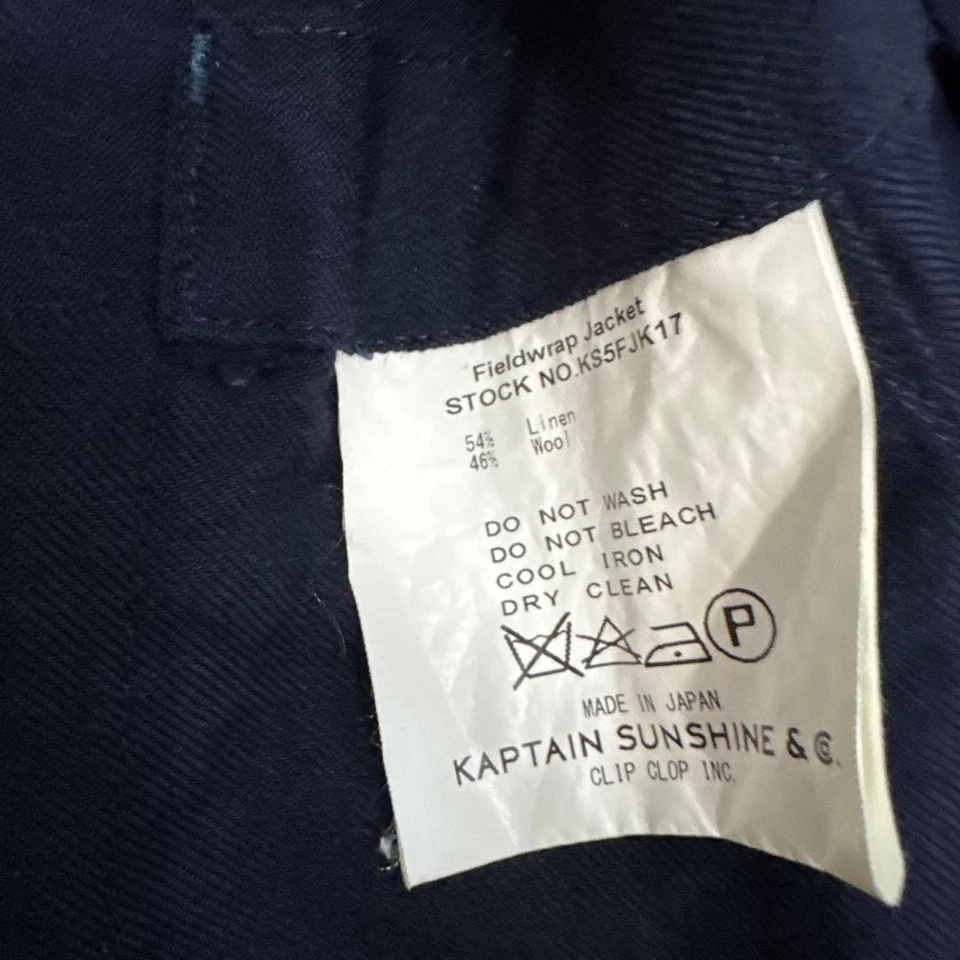 Fieldwrap Jacket
STOCK NO.KS5FJK17
54% Linen
46% Wool
DO NOT WASH
DO NOT BLEACH
COOL IRON
DRY CLEAN
P
MADE IN JAPAN
KAPTAIN SUNSHINE & Co.
CLIP CLOP INC.